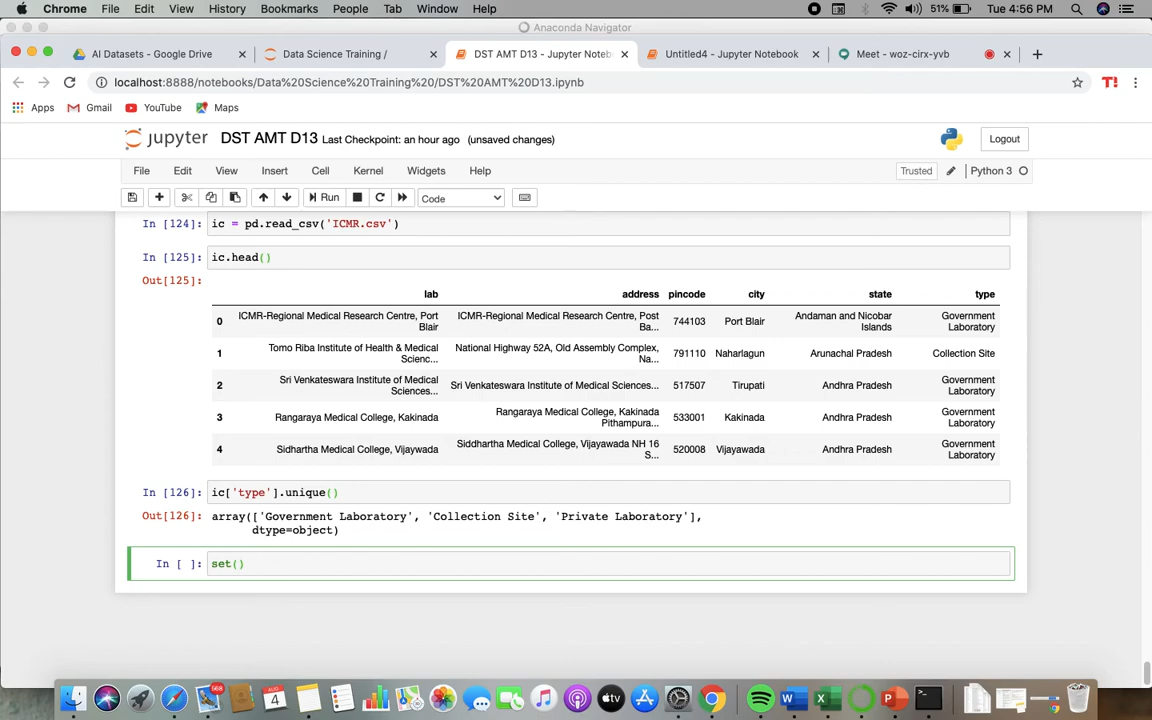 Chrome File Edit View History Bookmarks People Tab Window Help 51% Tue 4:56 PM
Anaconda Navigator
AI Datasets - Google Drive Data Science Training / DST AMT D13 - Jupyter Noteb Untitled4 - Jupyter Notebook Meet - woz-cirx-yvb
localhost:8888/notebooks/Data%20Science%20Training%20/DST%20AMT%20D13.ipynb T!
Apps Gmail YouTube Maps
jupyter DST AMT D13 Last Checkpoint: an hour ago (unsaved changes) Logout
File Edit View Insert Cell Kernel Widgets Help Trusted Python 3
Run Code
In [124]: ic = pd.read_csv('ICMR.csv')
In [125]: ic.head()
Out[125]:
lab address pincode city state type
0 ICMR-Regional Medical Research Centre, Port Blair ICMR-Regional Medical Research Centre, Post Ba... 744103 Port Blair Andaman and Nicobar Islands Government Laboratory
1 Tomo Riba Institute of Health & Medical Scienc... National Highway 52A, Old Assembly Complex, Na... 791110 Naharlagun Arunachal Pradesh Collection Site
2 Sri Venkateswara Institute of Medical Sciences... Sri Venkateswara Institute of Medical Sciences... 517507 Tirupati Andhra Pradesh Government Laboratory
3 Rangaraya Medical College, Kakinada Rangaraya Medical College, Kakinada Pithampura... 533001 Kakinada Andhra Pradesh Government Laboratory
4 Sidhartha Medical College, Vijaywada Siddhartha Medical College, Vijayawada NH 16 S... 520008 Vijayawada Andhra Pradesh Government Laboratory
In [126]: ic['type'].unique()
Out[126]: array(['Government Laboratory', 'Collection Site', 'Private Laboratory'],
dtype=object)
In [ ]: set()